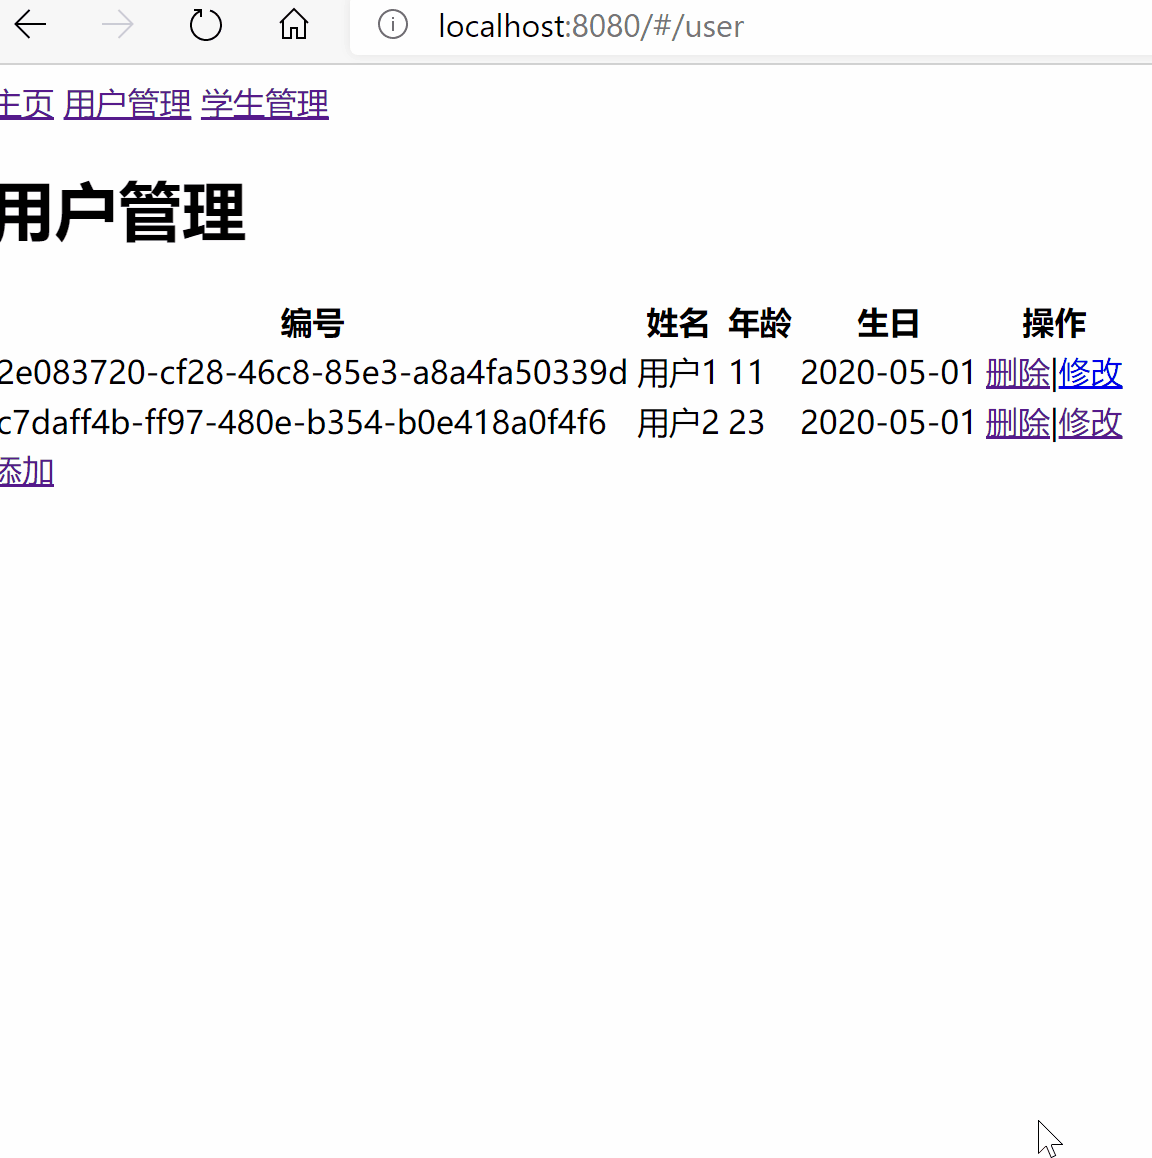 localhost:8080/#/user
主页 用户管理 学生管理
用户管理
编号 姓名 年龄 生日 操作
2e083720-cf28-46c8-85e3-a8a4fa50339d 用户1 11 2020-05-01 删除|修改
c7daff4b-ff97-480e-b354-b0e418a0f4f6 用户2 23 2020-05-01 删除|修改
添加